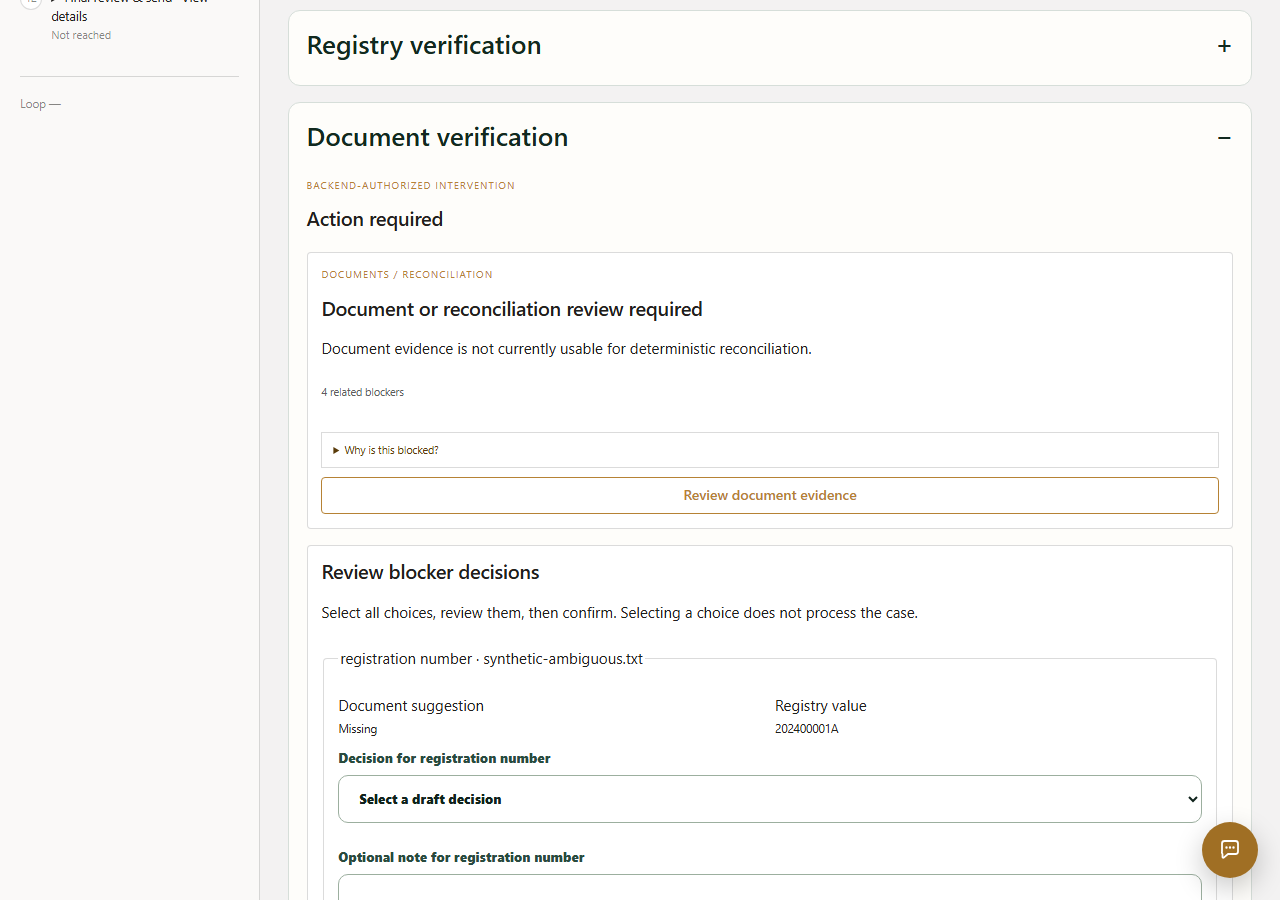 details
Not reached
Loop —
Registry verification
+
Document verification
−
BACKEND-AUTHORIZED INTERVENTION
Action required
DOCUMENTS / RECONCILIATION
Document or reconciliation review required
Document evidence is not currently usable for deterministic reconciliation.
4 related blockers
▶ Why is this blocked?
Review document evidence
Review blocker decisions
Select all choices, review them, then confirm. Selecting a choice does not process the case.
registration number · synthetic-ambiguous.txt
Document suggestion Registry value
Missing 202400001A
Decision for registration number
Select a draft decision
Optional note for registration number